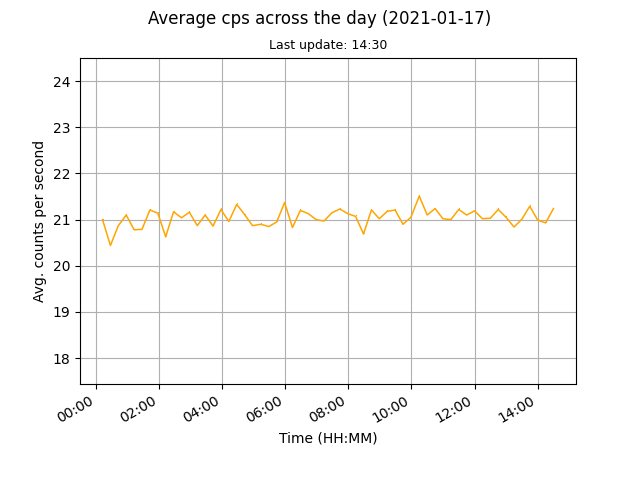 Average cps across the day (2021-01-17)
Last update: 14:30
24
23
22
21
20
19
18
Avg. counts per second
00:00 02:00 04:00 06:00 08:00 10:00 12:00 14:00
Time (HH:MM)